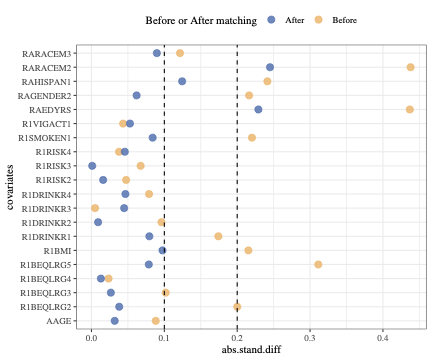 Before or After matching After Before
RARACEM3
RARACEM2
RAHISPAN1
RAGENDER2
RAEDYRS
R1VIGACT1
R1SMOKEN1
R1RISK4
R1RISK3
R1RISK2
R1DRINKR4
R1DRINKR3
R1DRINKR2
R1DRINKR1
R1BMI
R1BEQLRG5
R1BEQLRG4
R1BEQLRG3
R1BEQLRG2
AAGE
covariates
0.0 0.1 0.2 0.3 0.4
abs.stand.diff